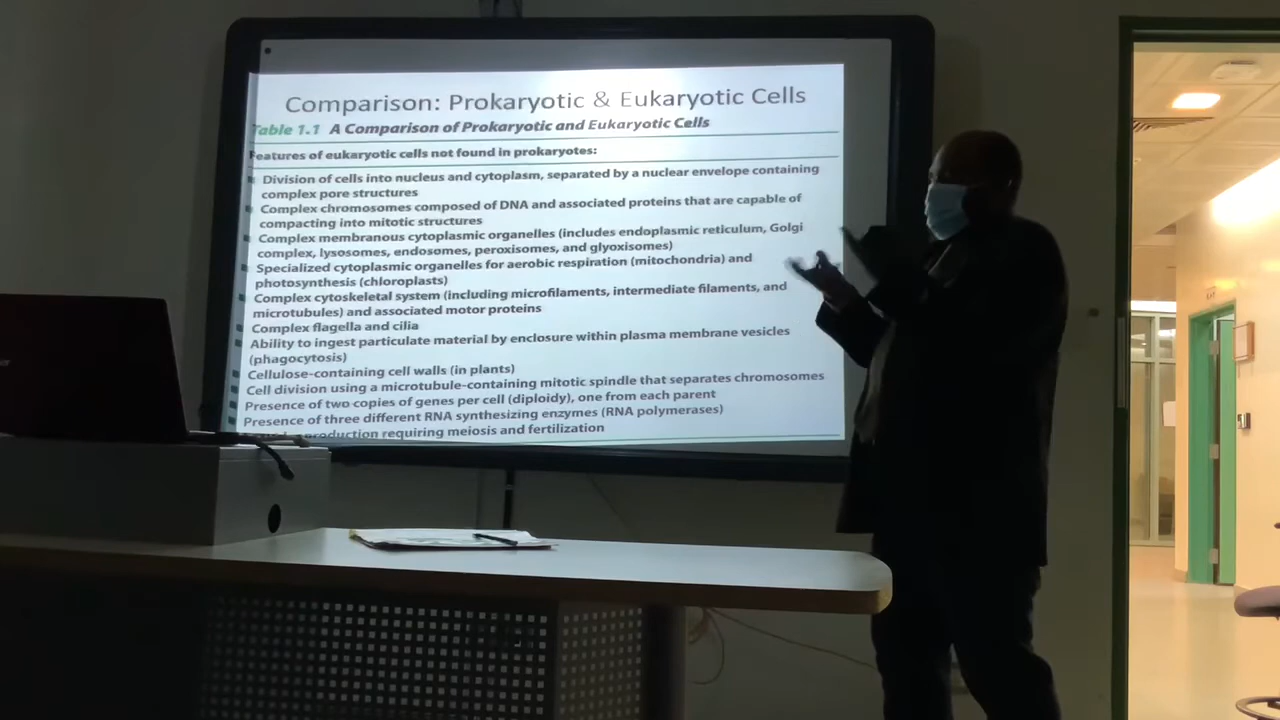 Comparison: Prokaryotic & Eukaryotic Cells
Table 1.1 A Comparison of Prokaryotic and Eukaryotic Cells
Features of eukaryotic cells not found in prokaryotes:
Division of cells into nucleus and cytoplasm, separated by a nuclear envelope containing
complex pore structures
Complex chromosomes composed of DNA and associated proteins that are capable of
compacting into mitotic structures
Complex membranous cytoplasmic organelles (includes endoplasmic reticulum, Golgi
complex, lysosomes, endosomes, peroxisomes, and glyoxisomes)
Specialized cytoplasmic organelles for aerobic respiration (mitochondria) and
photosynthesis (chloroplasts)
Complex cytoskeletal system (including microfilaments, intermediate filaments, and
microtubules) and associated motor proteins
Complex flagella and cilia
Ability to ingest particulate material by enclosure within plasma membrane vesicles
(phagocytosis)
Cellulose-containing cell walls (in plants)
Cell division using a microtubule-containing mitotic spindle that separates chromosomes
Presence of two copies of genes per cell (diploidy), one from each parent
Presence of three different RNA synthesizing enzymes (RNA polymerases)
requiring meiosis and fertilization